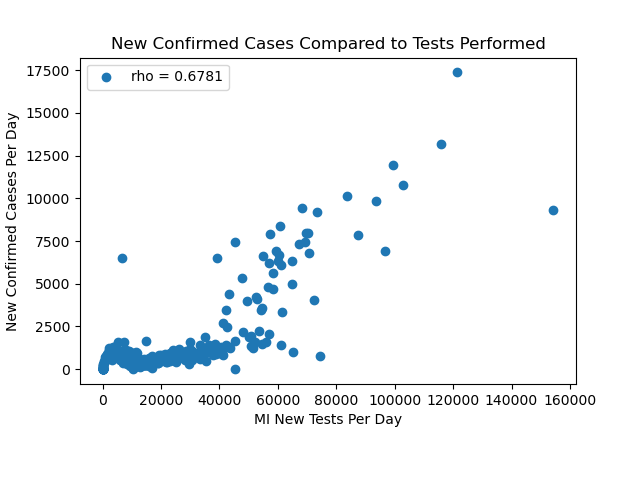 New Confirmed Cases Compared to Tests Performed
rho = 0.6781
17500
15000
12500
10000
7500
5000
2500
0
New Confirmed Caeses Per Day
0 20000 40000 60000 80000 100000 120000 140000 160000
MI New Tests Per Day